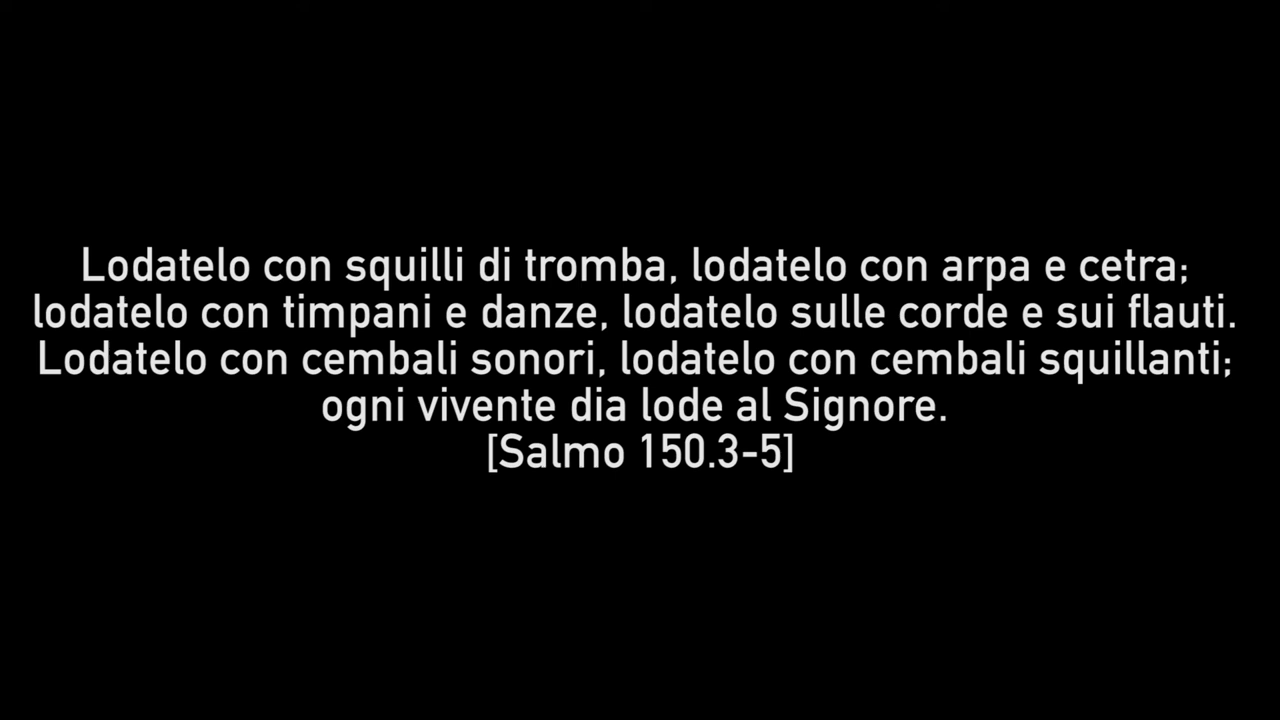 Lodatelo con squilli di tromba, lodatelo con arpa e cetra;
lodatelo con timpani e danze, lodatelo sulle corde e sui flauti.
Lodatelo con cembali sonori, lodatelo con cembali squillanti;
ogni vivente dia lode al Signore.
[Salmo 150.3-5]